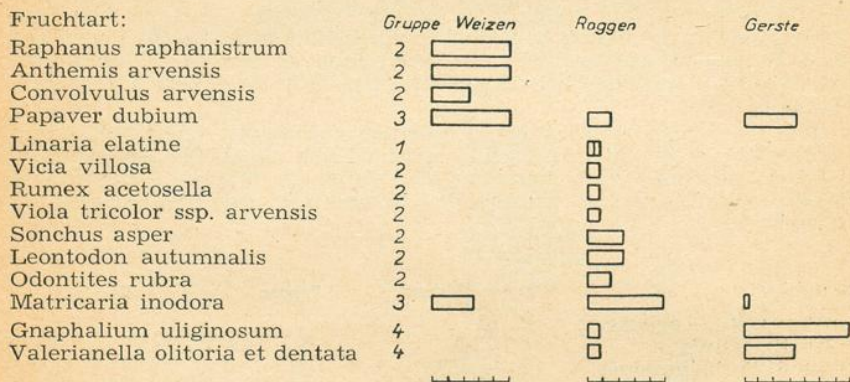 Fruchtart: Gruppe Weizen Roggen Gerste
Raphanus raphanistrum 2
Anthemis arvensis 2
Convolvulus arvensis 2
Papaver dubium 3
Linaria elatine 1
Vicia villosa 2
Rumex acetosella 2
Viola tricolor ssp. arvensis 2
Sonchus asper 2
Leontodon autumnalis 2
Odontites rubra 2
Matricaria inodora 3
Gnaphalium uliginosum 4
Valerianella olitoria et dentata 4